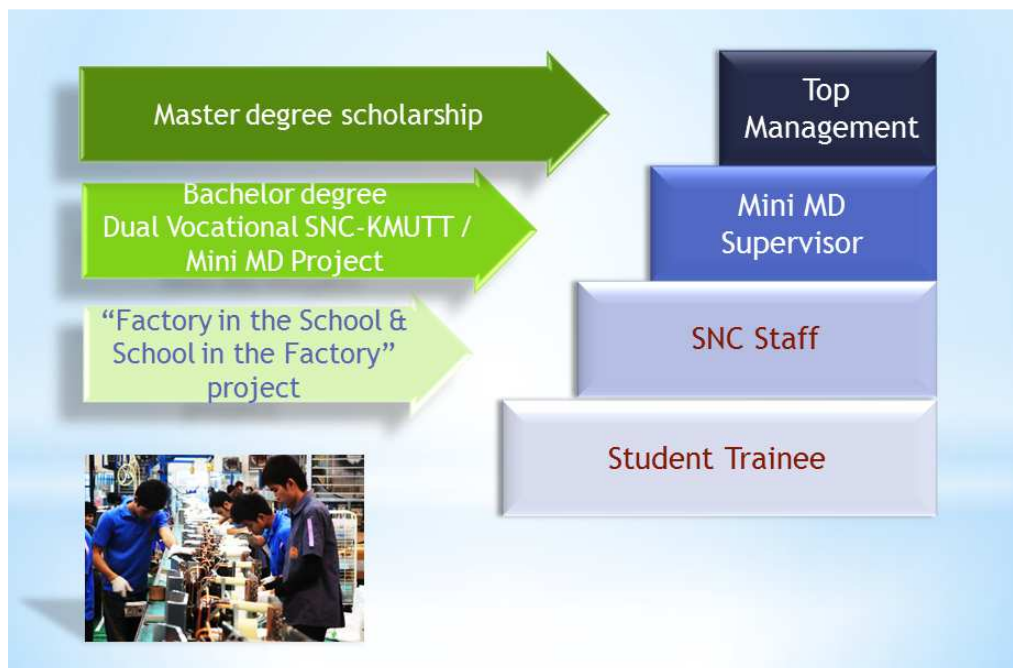 Master degree scholarship
Bachelor degree
Dual Vocational SNC-KMUTT /
Mini MD Project
“Factory in the School &
School in the Factory”
project
Top
Management
Mini MD
Supervisor
SNC Staff
Student Trainee